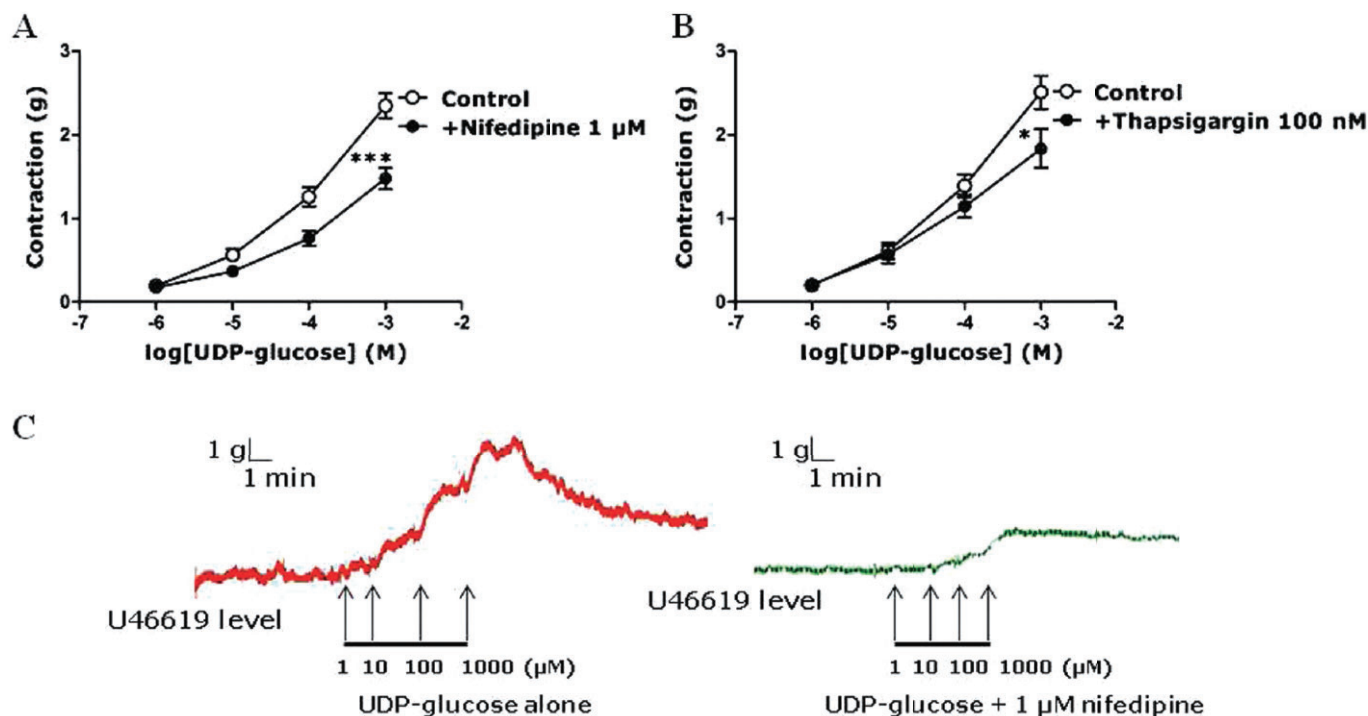 A
3
2
1
0
Contraction (g)
Control
+Nifedipine 1 µM
***
-7 -6 -5 -4 -3 -2
log[UDP-glucose] (M)
B
3
2
1
0
Contraction (g)
Control
+Thapsigargin 100 nM
*
-7 -6 -5 -4 -3 -2
log[UDP-glucose] (M)
C
1 g
1 min
U46619 level
1 10 100 1000 (µM)
UDP-glucose alone
1 g
1 min
U46619 level
1 10 100 1000 (µM)
UDP-glucose + 1 µM nifedipine